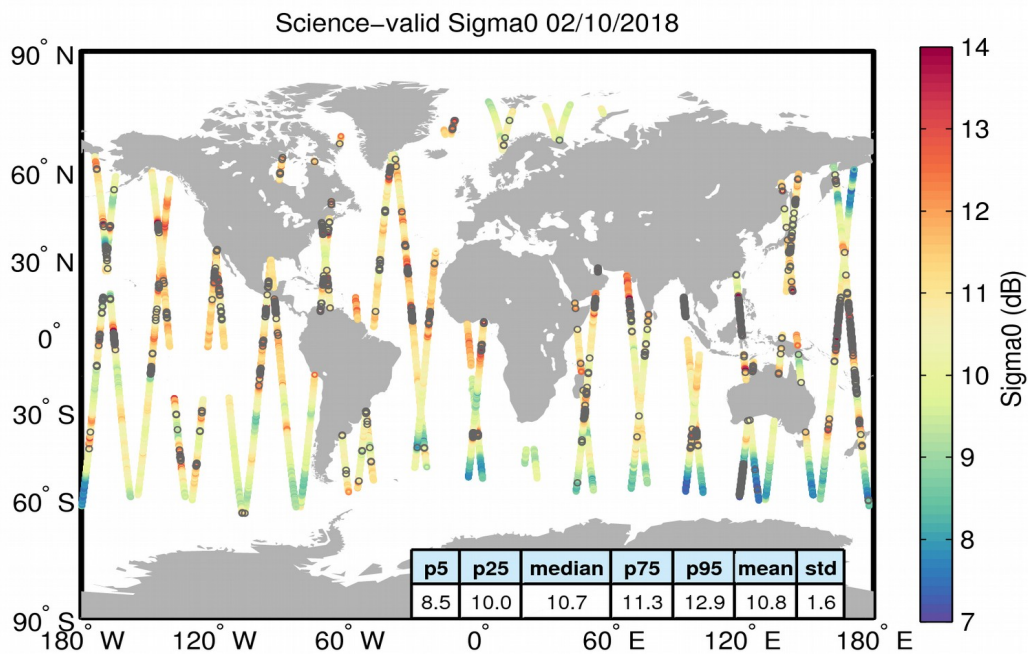 Science−valid Sigma0 02/10/2018
90° N
60° N
30° N
0°
30° S
60° S
90° S
180° W
120° W
60° W
0°
60° E
120° E
180° E
14
13
12
11
10
9
8
7
Sigma0 (dB)
p5 p25 median p75 p95 mean std
8.5 10.0 10.7 11.3 12.9 10.8 1.6